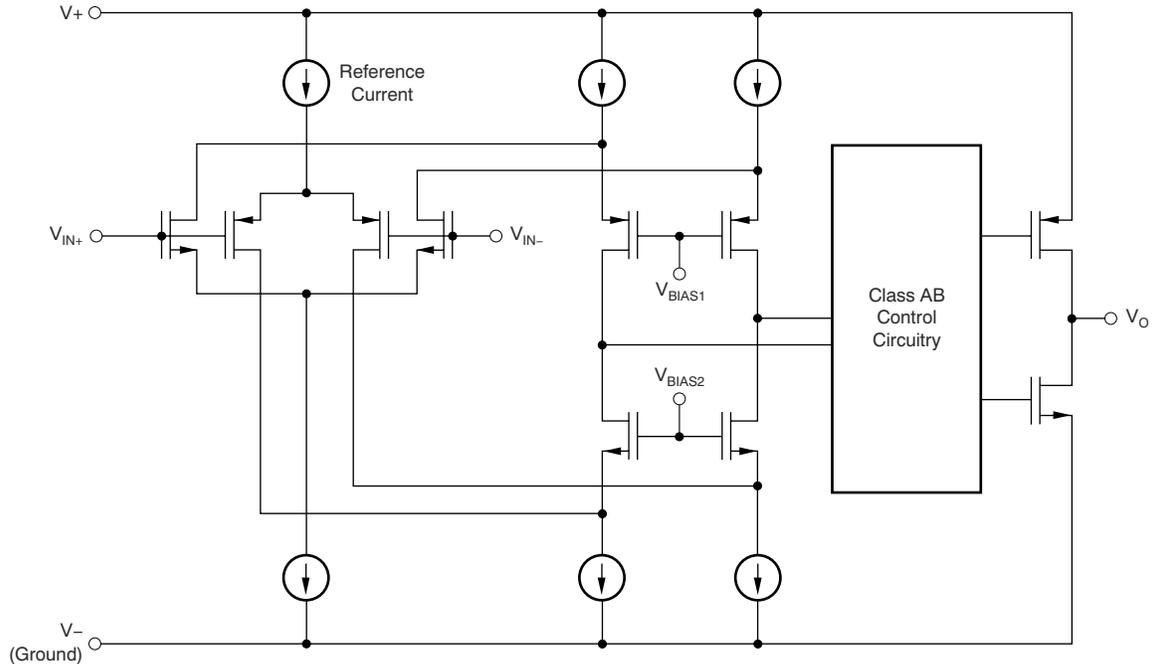 V+
Reference
Current
VIN+
VIN–
VBIAS1
Class AB
Control
Circuitry
VO
VBIAS2
V–
(Ground)